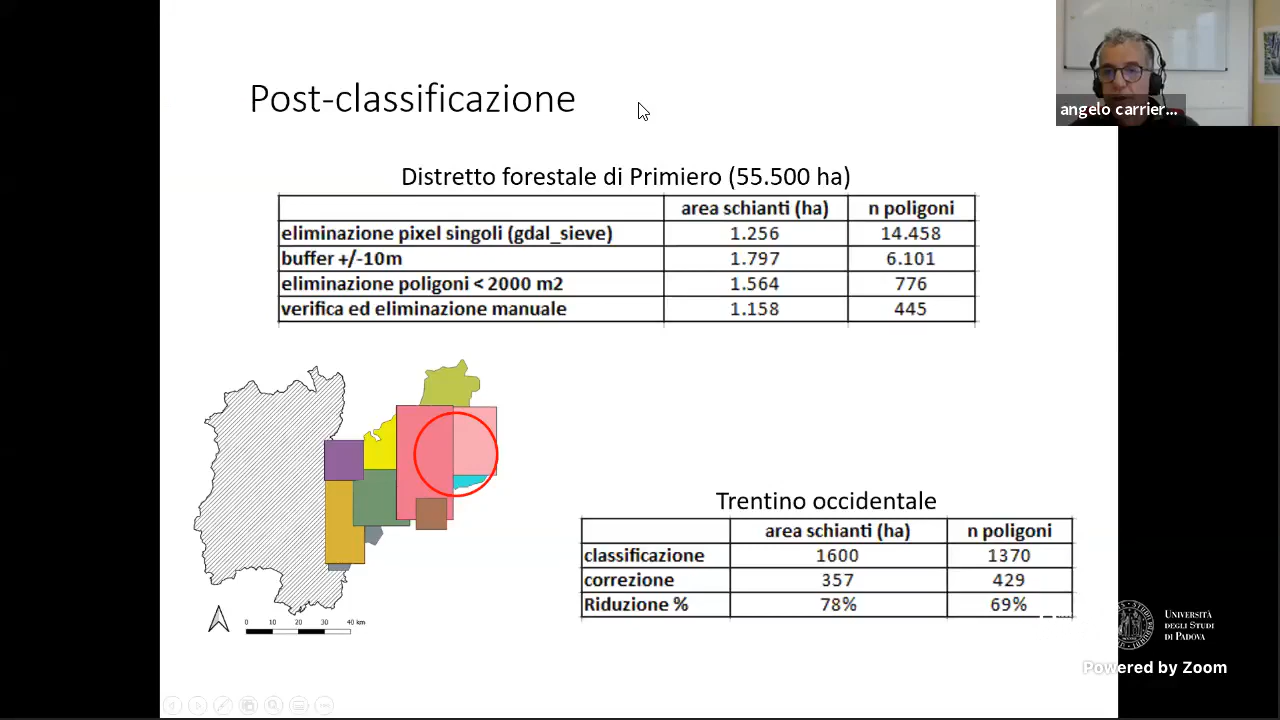 Post-classificazione
angelo carrier...
Distretto forestale di Primiero (55.500 ha)
area schianti (ha) n poligoni
eliminazione pixel singoli (gdal_sieve) 1.256 14.458
buffer +/-10m 1.797 6.101
eliminazione poligoni < 2000 m2 1.564 776
verifica ed eliminazione manuale 1.158 445
0 10 20 30 40 km
Trentino occidentale
area schianti (ha) n poligoni
classificazione 1600 1370
correzione 357 429
Riduzione % 78% 69%
UNIVERSITÀ
DEGLI STUDI
DI PADOVA
Powered by Zoom